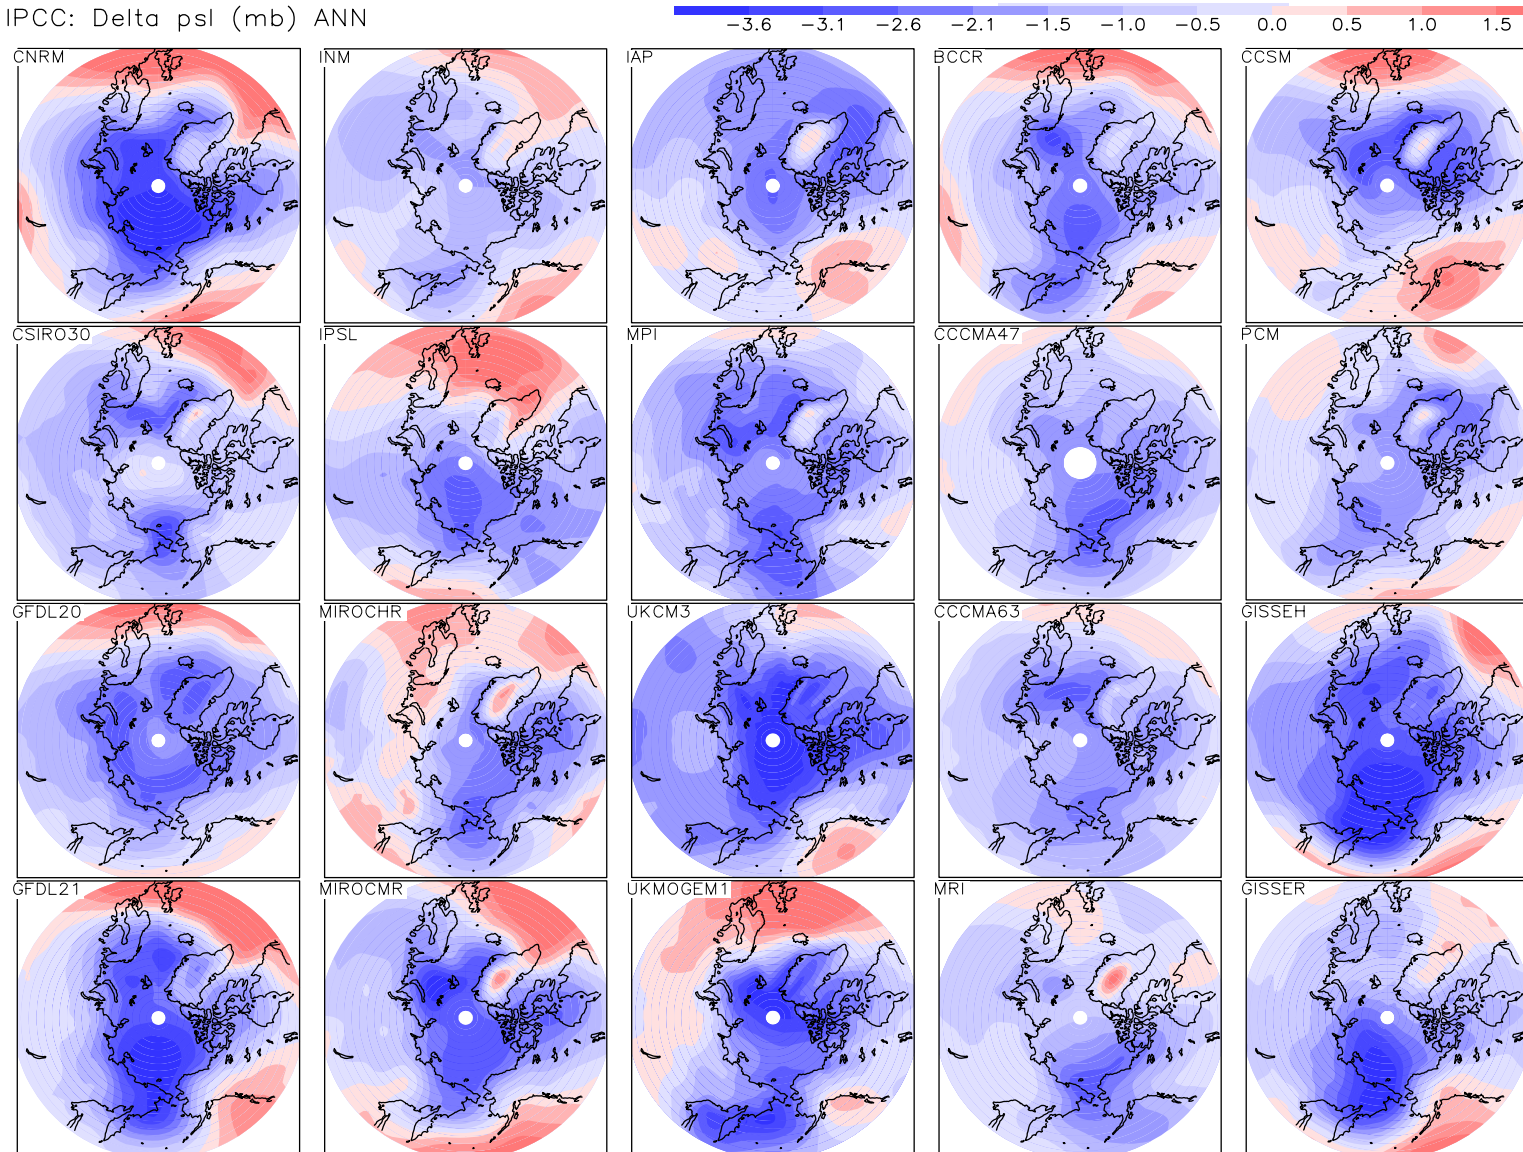 IPCC: Delta psl (mb) ANN
−3.6 −3.1 −2.6 −2.1 −1.5 −1.0 −0.5 0.0 0.5 1.0 1.5
CNRM INM IAP BCCR CCSM
CSIRO30 IPSL MPI CCCMA47 PCM
GFDL20 MIROCHR UKCM3 CCCMA63 GISSEH
GFDL21 MIROCMR UKMOGEM1 MRI GISSER